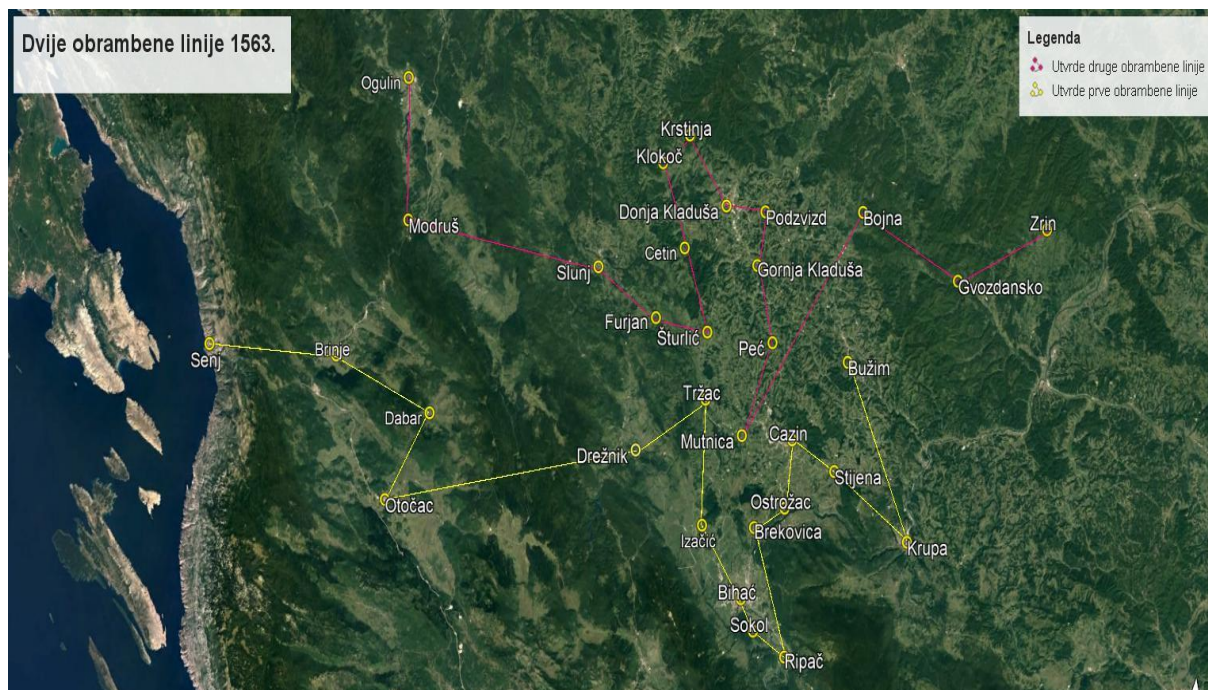 Dvije obrambene linije 1563.
Legenda
Utvrde druge obrambene linije
Utvrde prve obrambene linije
Ogulin
Krstinja
Klokoč
Donja Kladuša
Podzvizd
Bojna
Modruš
Zrin
Cetin
Slunj
Gornja Kladuša
Gvozdansko
Furjan
Šturlić
Peć
Senj
Brinje
Bužim
Tržac
Dabar
Mutnica
Cazin
Drežnik
Stijena
Otočac
Ostrožac
Brekovica
Izačić
Krupa
Bihać
Sokol
Ripač